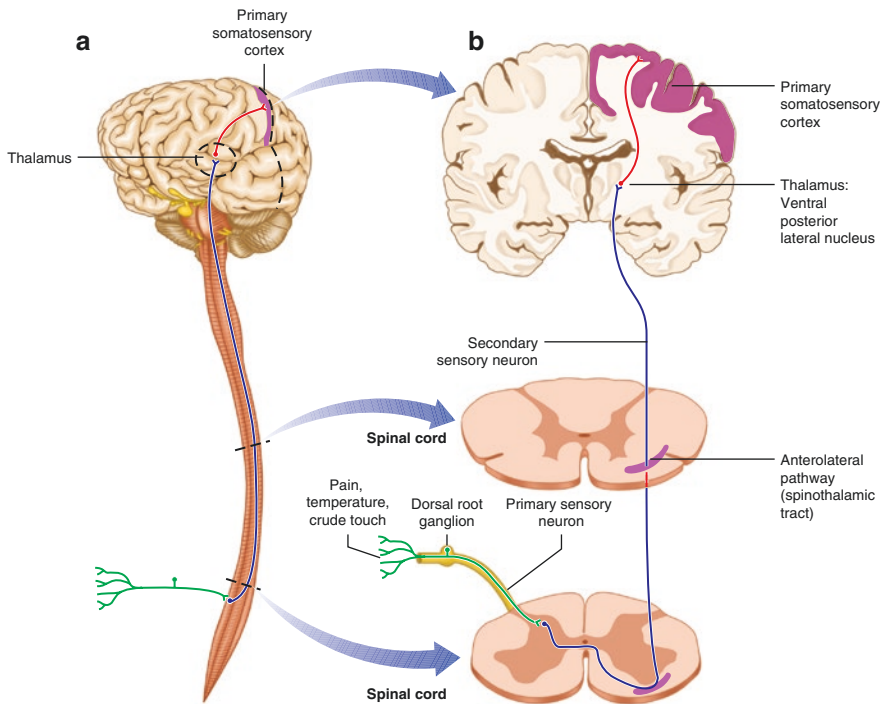 a
Primary
somatosensory
cortex
Thalamus
b
Primary
somatosensory
cortex
Thalamus:
Ventral
posterior
lateral nucleus
Secondary
sensory neuron
Spinal cord
Anterolateral
pathway
(spinothalamic
tract)
Pain,
temperature,
crude touch
Dorsal root
ganglion
Primary sensory
neuron
Spinal cord